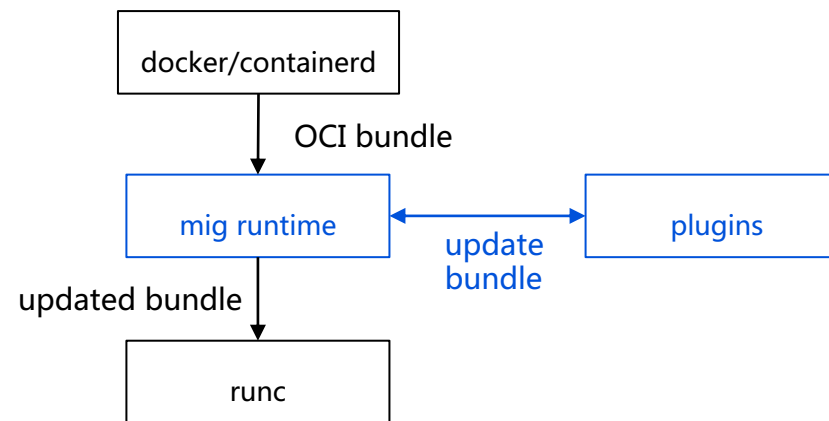 docker/containerd
OCI bundle
mig runtime
plugins
update
bundle
updated bundle
runc